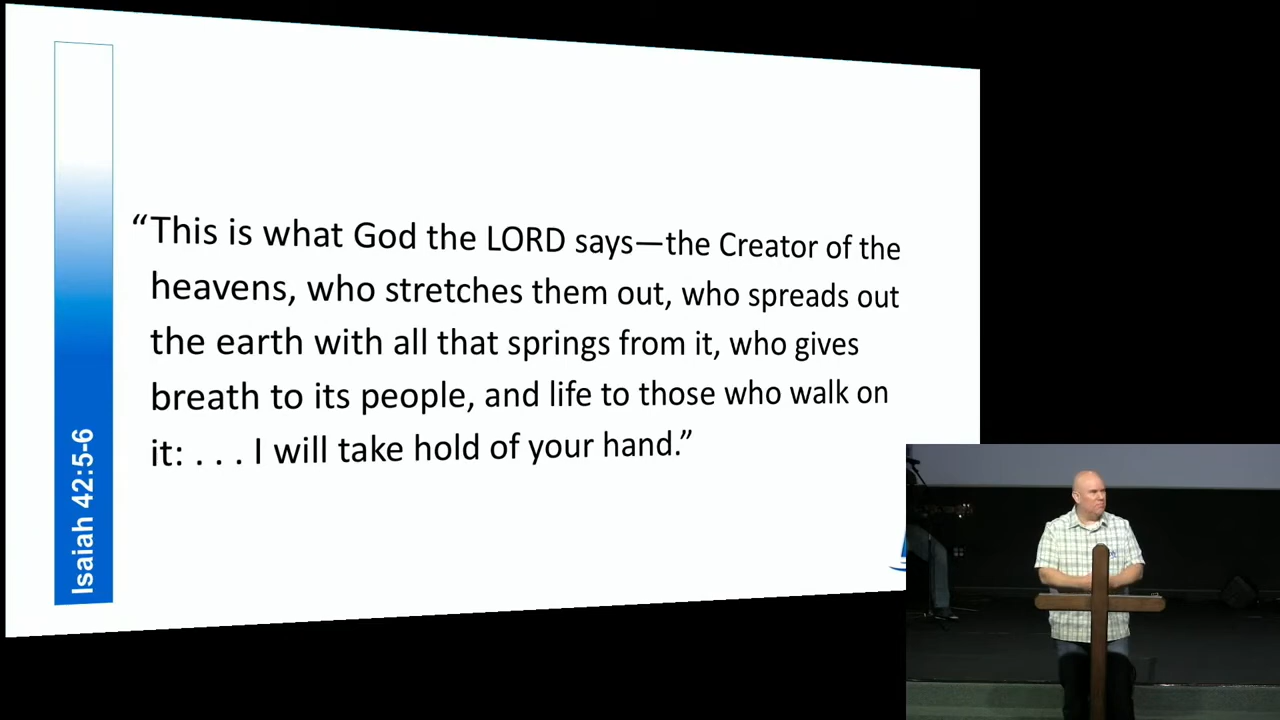 Isaiah 42:5-6
“This is what God the LORD says—the Creator of the
heavens, who stretches them out, who spreads out
the earth with all that springs from it, who gives
breath to its people, and life to those who walk on
it: . . . I will take hold of your hand.”